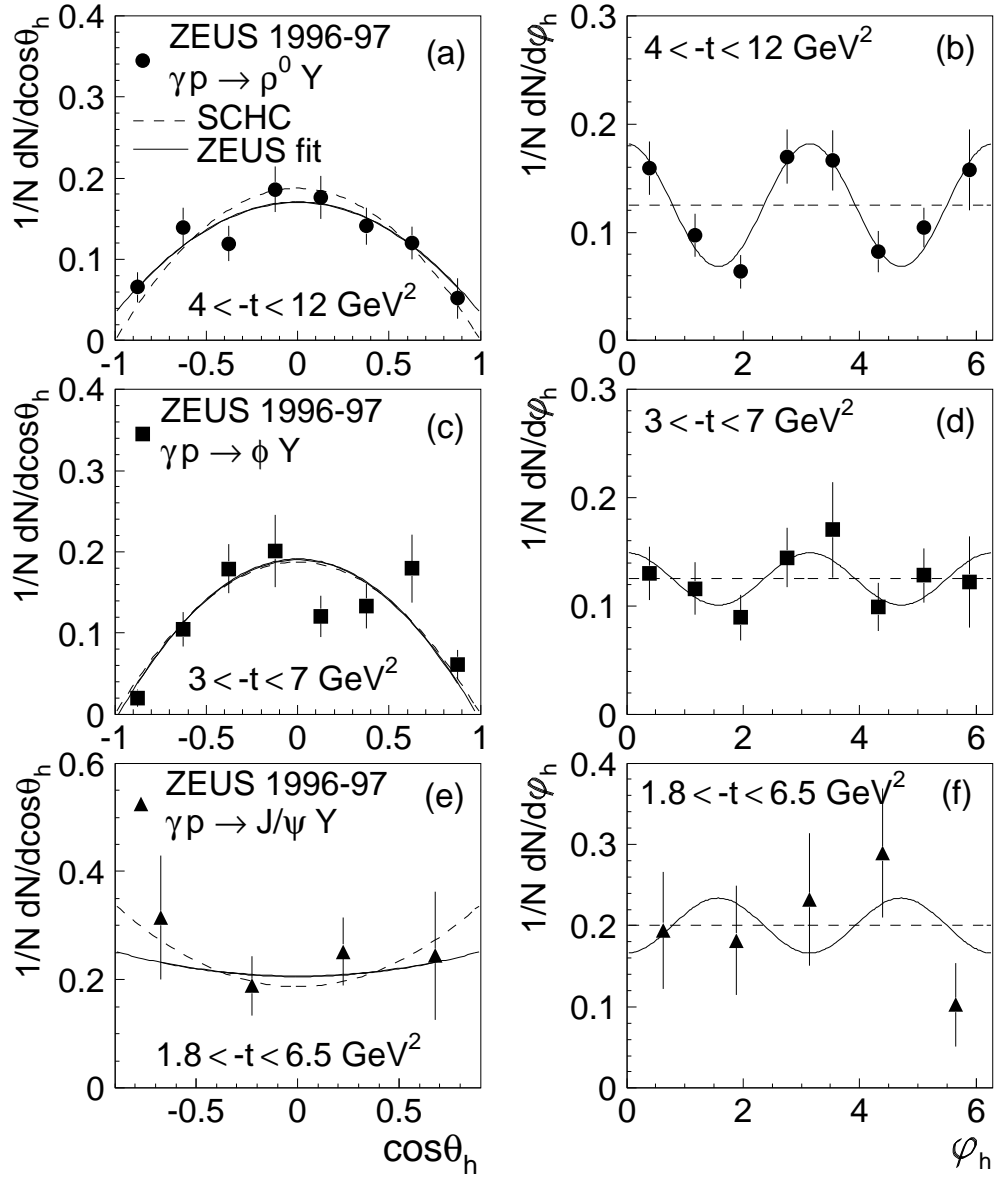 1/N dN/dcosθh
0.4
0.3
0.2
0.1
0
ZEUS 1996-97
(a)
γp → ρ0 Y
SCHC
ZEUS fit
4 < -t < 12 GeV2
-1 -0.5 0 0.5 1
1/N dN/dφh
0.3
0.2
0.1
0
4 < -t < 12 GeV2
(b)
0 2 4 6
1/N dN/dcosθh
0.4
0.3
0.2
0.1
0
ZEUS 1996-97
(c)
γp → ϕ Y
3 < -t < 7 GeV2
-1 -0.5 0 0.5 1
1/N dN/dφh
0.3
0.2
0.1
0
3 < -t < 7 GeV2
(d)
0 2 4 6
1/N dN/dcosθh
0.6
0.4
0.2
0
ZEUS 1996-97
(e)
γp → J/ψ Y
1.8 < -t < 6.5 GeV2
-0.5 0 0.5
cosθh
1/N dN/dφh
0.4
0.3
0.2
0.1
0
1.8 < -t < 6.5 GeV2
(f)
0 2 4 6
φh